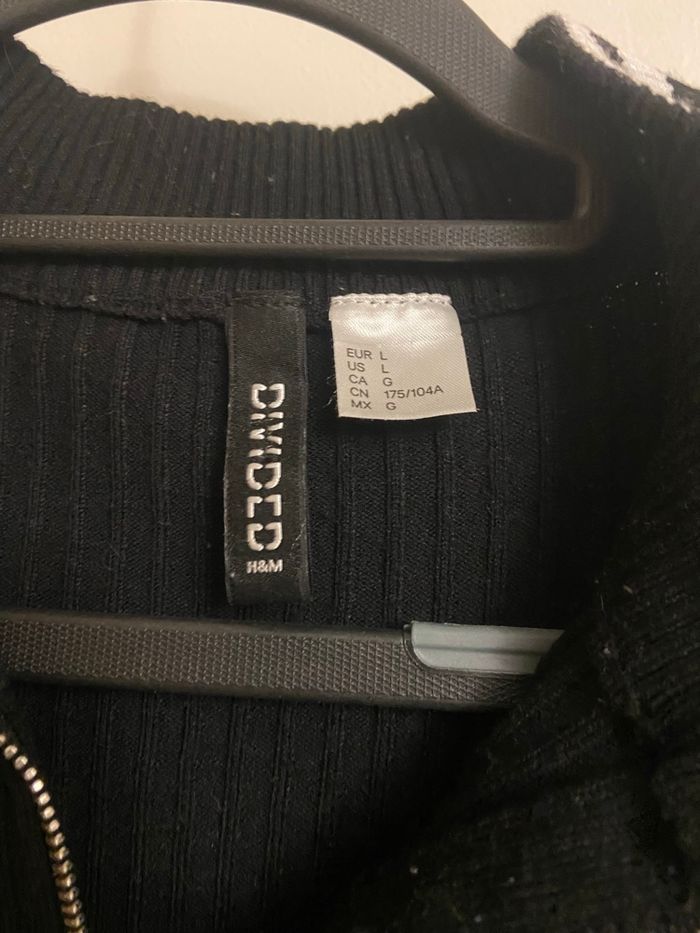 DIVIDED
H&M
EUR L
US L
CA G
CN 175/104A
MX G